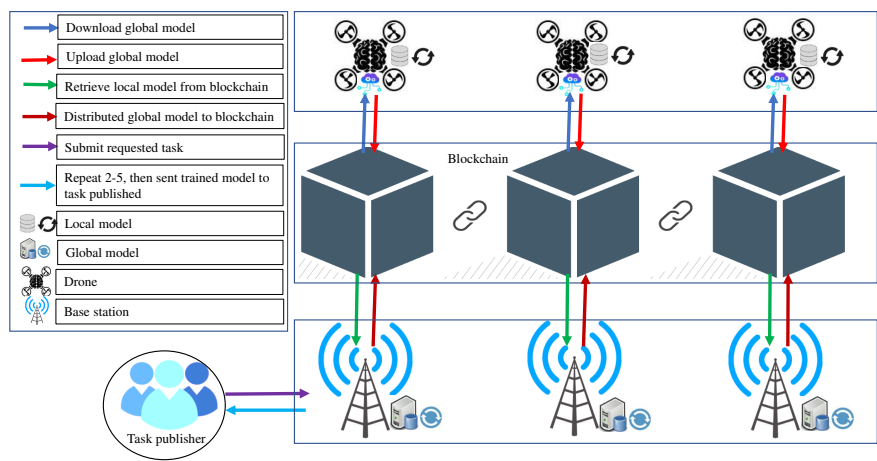 Download global model
Upload global model
Retrieve local model from blockchain
Distributed global model to blockchain
Submit requested task
Repeat 2-5, then sent trained model to
task published
Local model
Global model
Drone
Base station
Blockchain
Task publisher